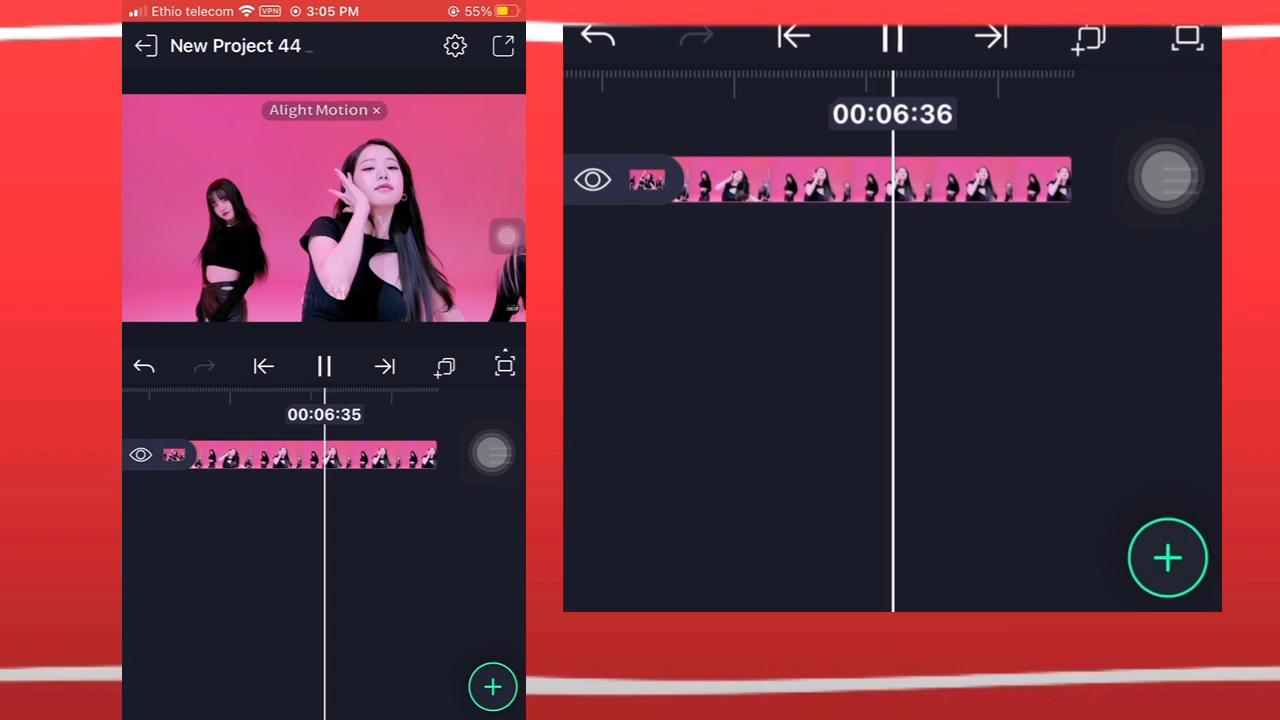 Ethio telecom VPN 3:05 PM 55%
New Project 44
Alight Motion ×
00:06:35
00:06:36